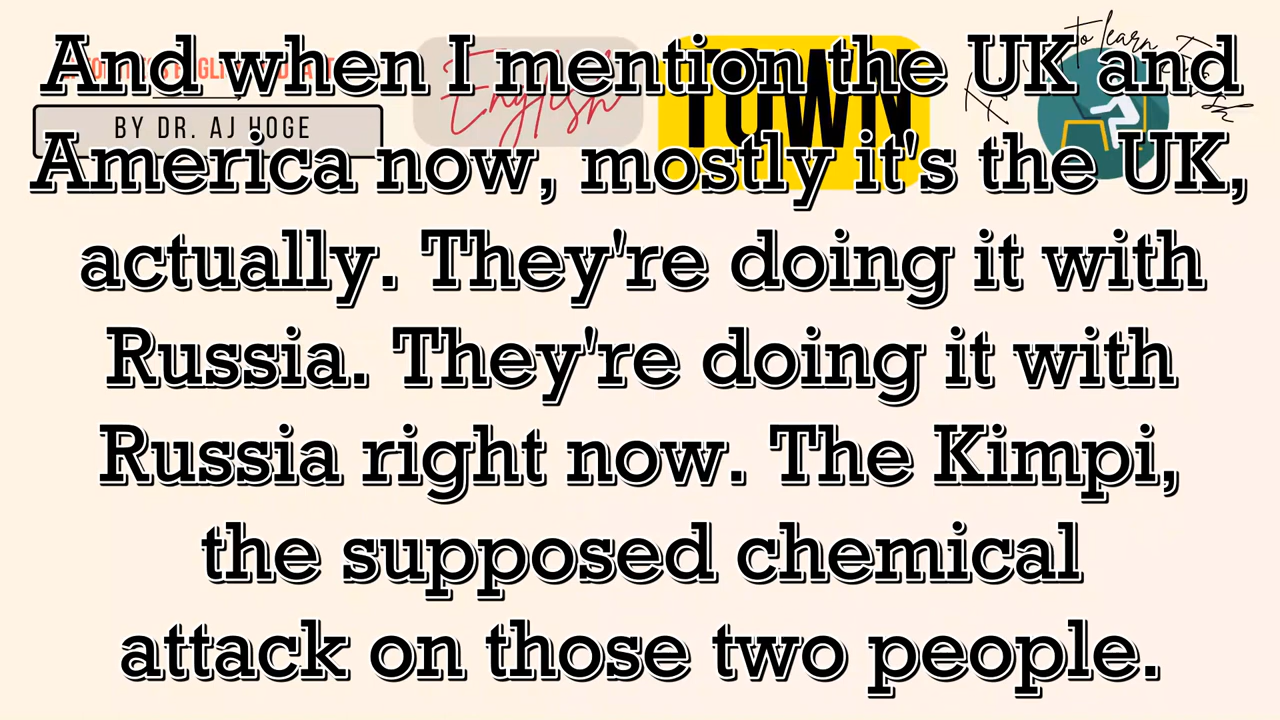 And when I mention the UK and
America now, mostly it's the UK,
actually. They're doing it with
Russia. They're doing it with
Russia right now. The Kimpi,
the supposed chemical
attack on those two people.
BY DR. AJ HOGE
English
TOWN
to learn